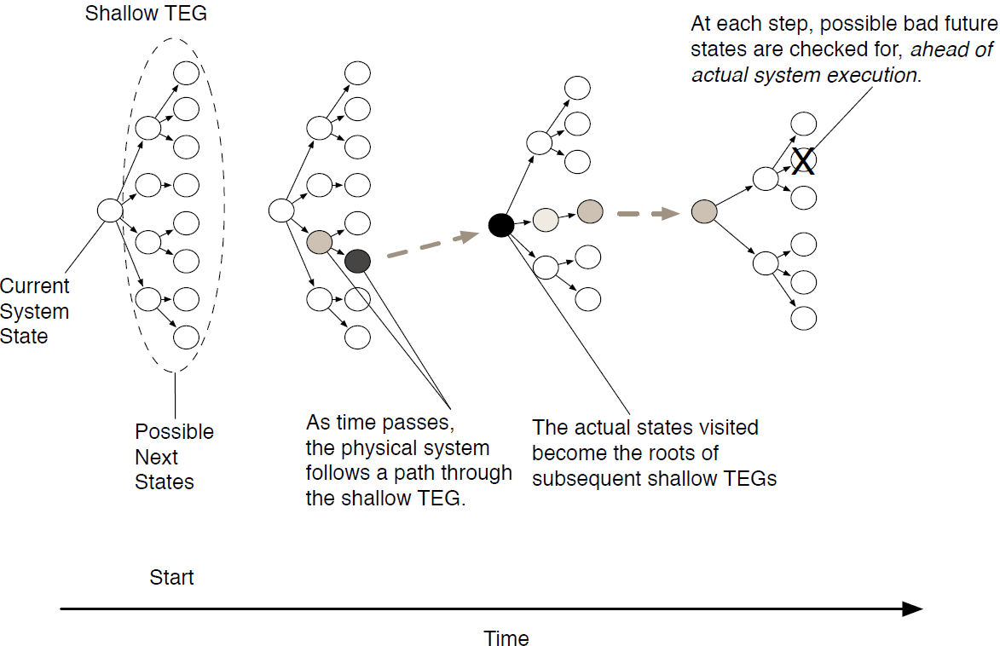 Shallow TEG
At each step, possible bad future
states are checked for, ahead of
actual system execution.
X
Current
System
State
Possible
Next
States
As time passes,
the physical system
follows a path through
the shallow TEG.
The actual states visited
become the roots of
subsequent shallow TEGs
Start
Time